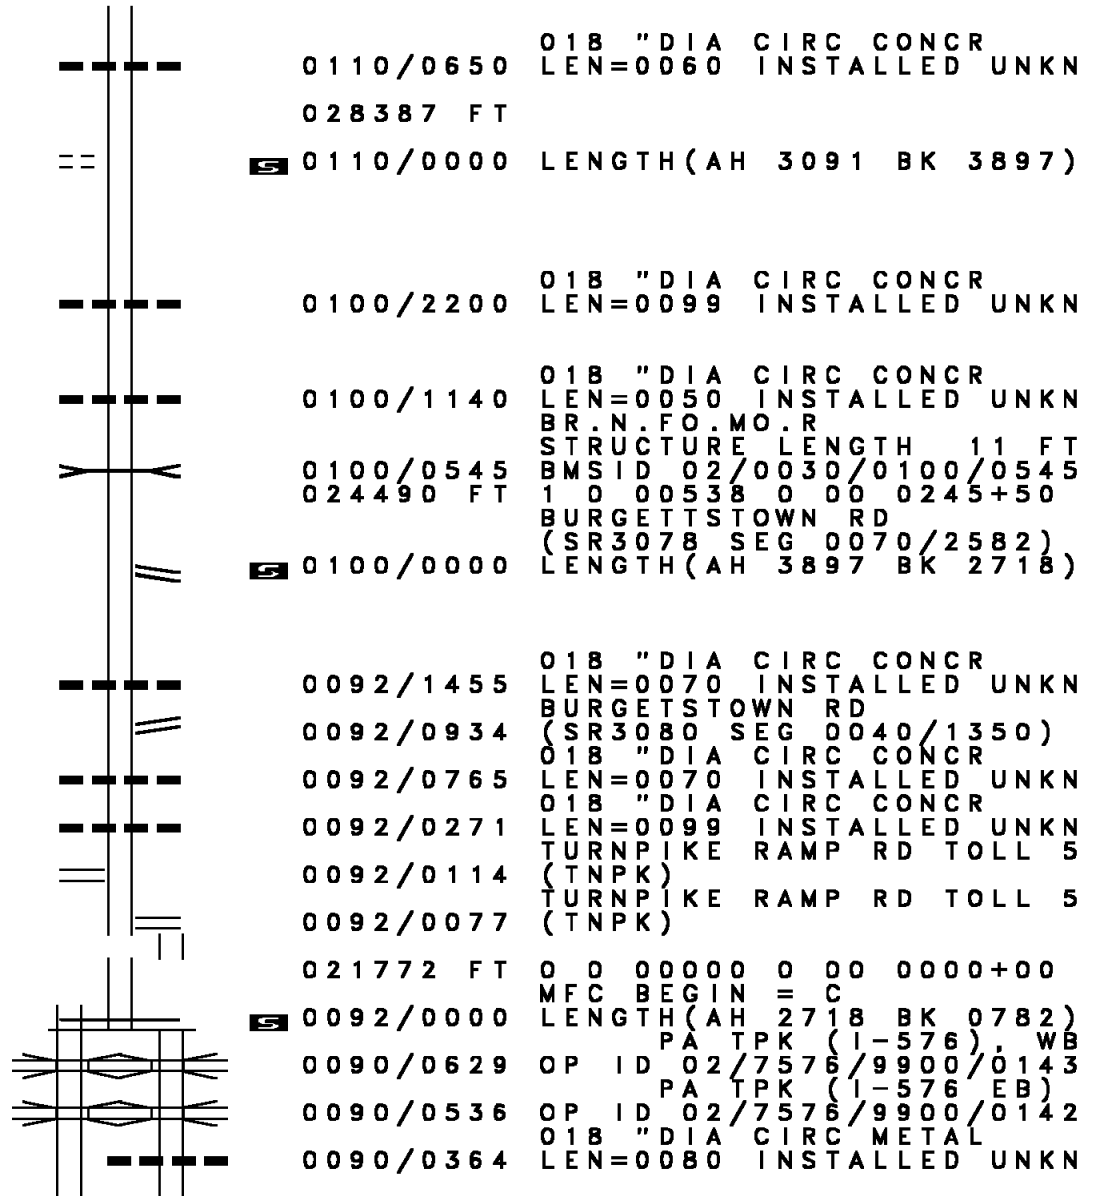 018 "DIA CIRC CONCR
0110/0650 LEN=0060 INSTALLED UNKN
028387 FT
S 0110/0000 LENGTH(AH 3091 BK 3897)
018 "DIA CIRC CONCR
0100/2200 LEN=0099 INSTALLED UNKN
018 "DIA CIRC CONCR
0100/1140 LEN=0050 INSTALLED UNKN
BR.N.FO.MO.R
STRUCTURE LENGTH 11 FT
0100/0545 BMSID 02/0030/0100/0545
024490 FT 1 0 00538 0 00 0245+50
BURGETTSTOWN RD
(SR3078 SEG 0070/2582)
S 0100/0000 LENGTH(AH 3897 BK 2718)
018 "DIA CIRC CONCR
0092/1455 LEN=0070 INSTALLED UNKN
BURGETSTOWN RD
0092/0934 (SR3080 SEG 0040/1350)
018 "DIA CIRC CONCR
0092/0765 LEN=0070 INSTALLED UNKN
018 "DIA CIRC CONCR
0092/0271 LEN=0099 INSTALLED UNKN
TURNPIKE RAMP RD TOLL 5
0092/0114 (TNPK)
TURNPIKE RAMP RD TOLL 5
0092/0077 (TNPK)
021772 FT 0 0 00000 0 00 0000+00
MFC BEGIN = C
S 0092/0000 LENGTH(AH 2718 BK 0782)
PA TPK (I-576), WB
0090/0629 OP ID 02/7576/9900/0143
PA TPK (I-576 EB)
0090/0536 OP ID 02/7576/9900/0142
018 "DIA CIRC METAL
0090/0364 LEN=0080 INSTALLED UNKN